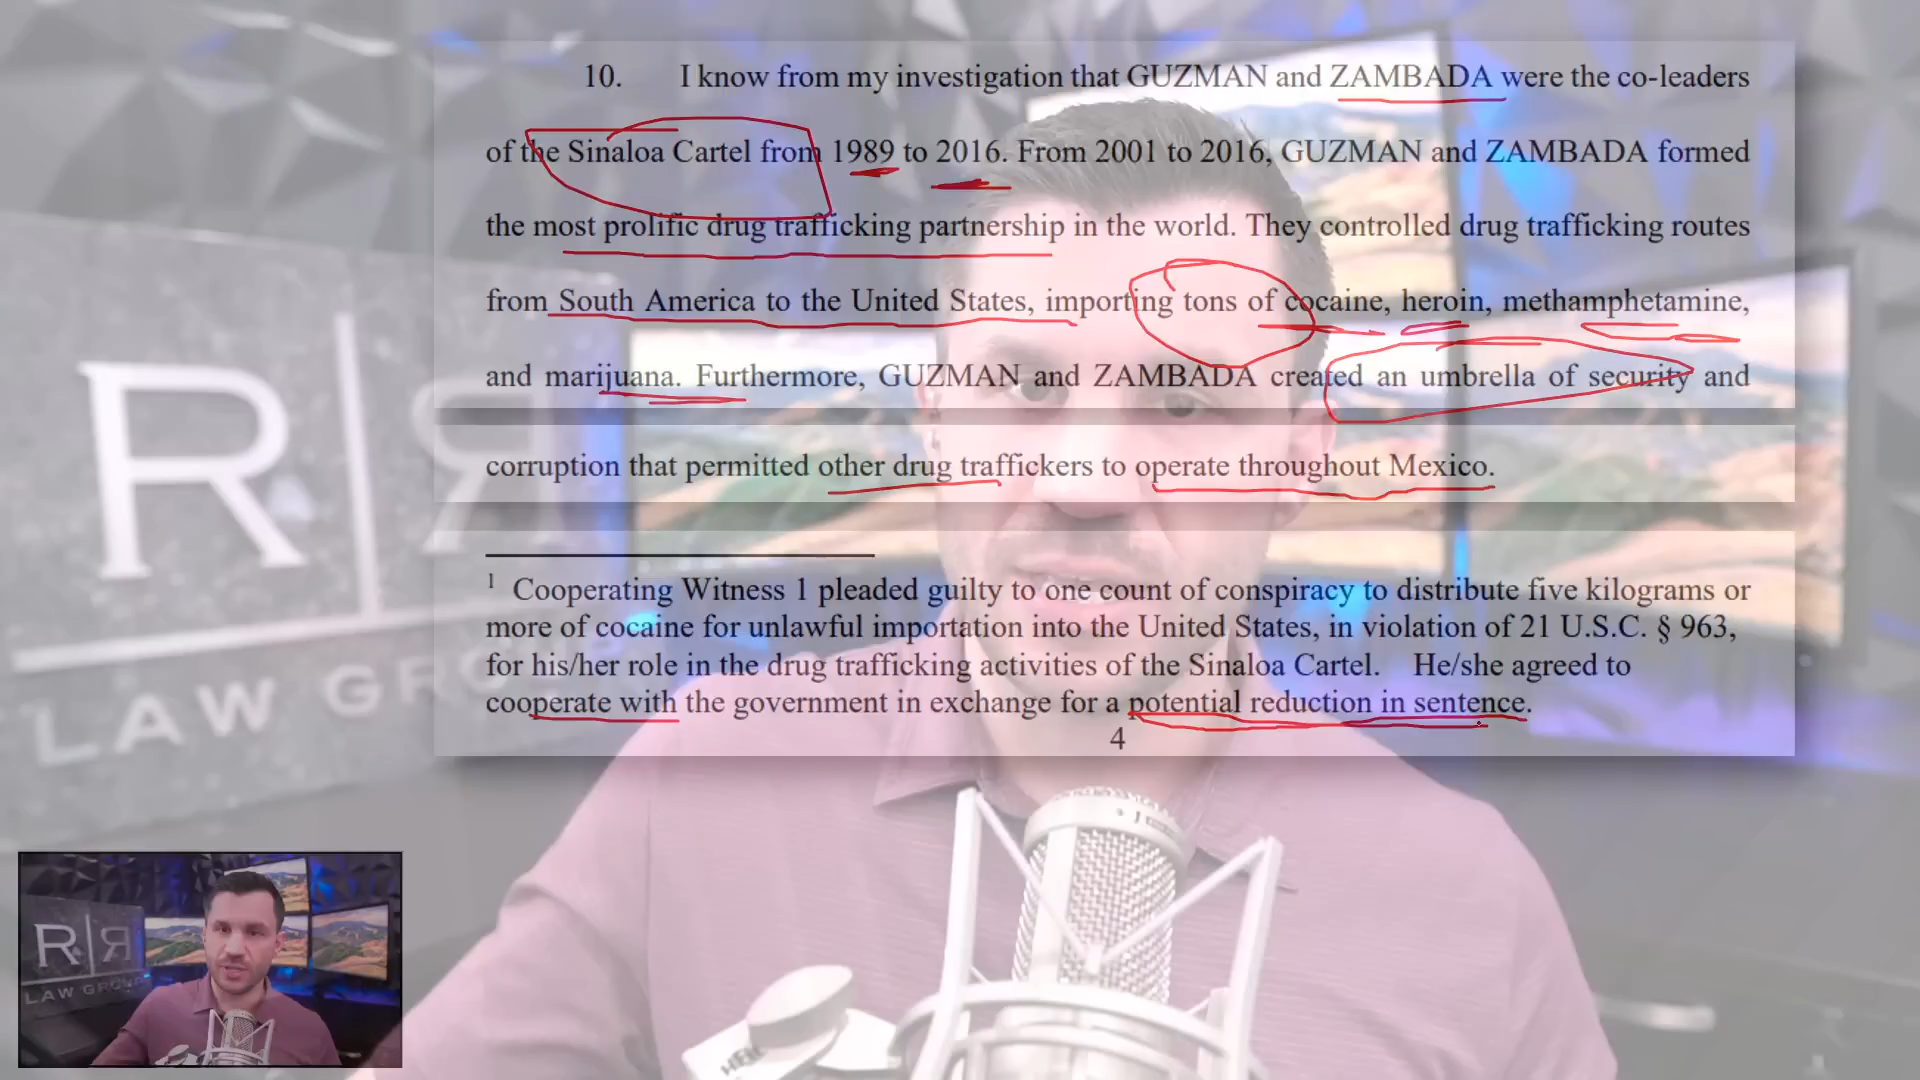 10. I know from my investigation that GUZMAN and ZAMBADA were the co-leaders
of the Sinaloa Cartel from 1989 to 2016. From 2001 to 2016, GUZMAN and ZAMBADA formed
the most prolific drug trafficking partnership in the world. They controlled drug trafficking routes
from South America to the United States, importing tons of cocaine, heroin, methamphetamine,
and marijuana. Furthermore, GUZMAN and ZAMBADA created an umbrella of security and
corruption that permitted other drug traffickers to operate throughout Mexico.
1 Cooperating Witness 1 pleaded guilty to one count of conspiracy to distribute five kilograms or
more of cocaine for unlawful importation into the United States, in violation of 21 U.S.C. § 963,
for his/her role in the drug trafficking activities of the Sinaloa Cartel. He/she agreed to
cooperate with the government in exchange for a potential reduction in sentence.
4
R|Я
LAW GRO
R|Я
LAW GROU